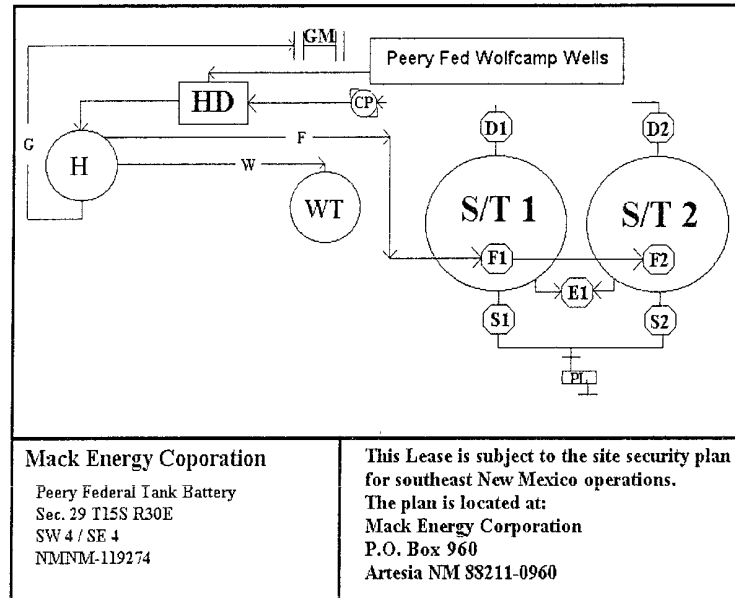 GM
Peery Fed Wolfcamp Wells
HD
CP
D1
D2
G
F
H
W
WT
S/T 1
S/T 2
F1
F2
E1
S1
S2
PL
Mack Energy Coporation
Peery Federal Tank Battery
Sec. 29 T15S R30E
SW 4 / SE 4
NMNM-119274
This Lease is subject to the site security plan
for southeast New Mexico operations.
The plan is located at:
Mack Energy Corporation
P.O. Box 960
Artesia NM 88211-0960